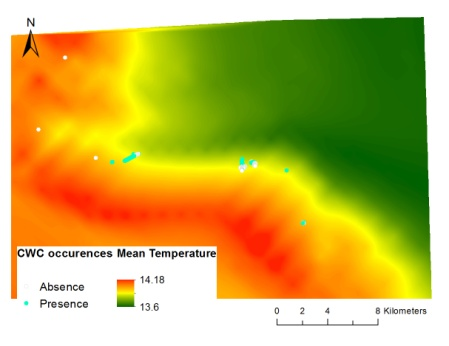 N
CWC occurences Mean Temperature
Absence
Presence
14.18
13.6
0 2 4 8 Kilometers